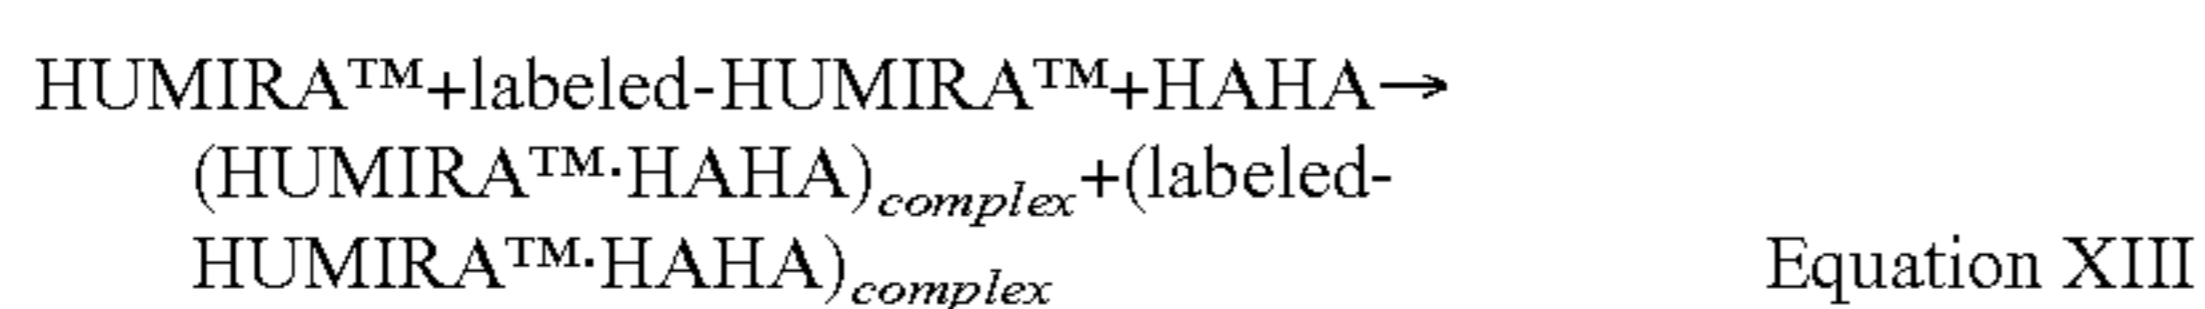 HUMIRA™+labeled-HUMIRA™+HAHA→
(HUMIRA™·HAHA)complex+(labeled-
HUMIRA™·HAHA)complex Equation XIII